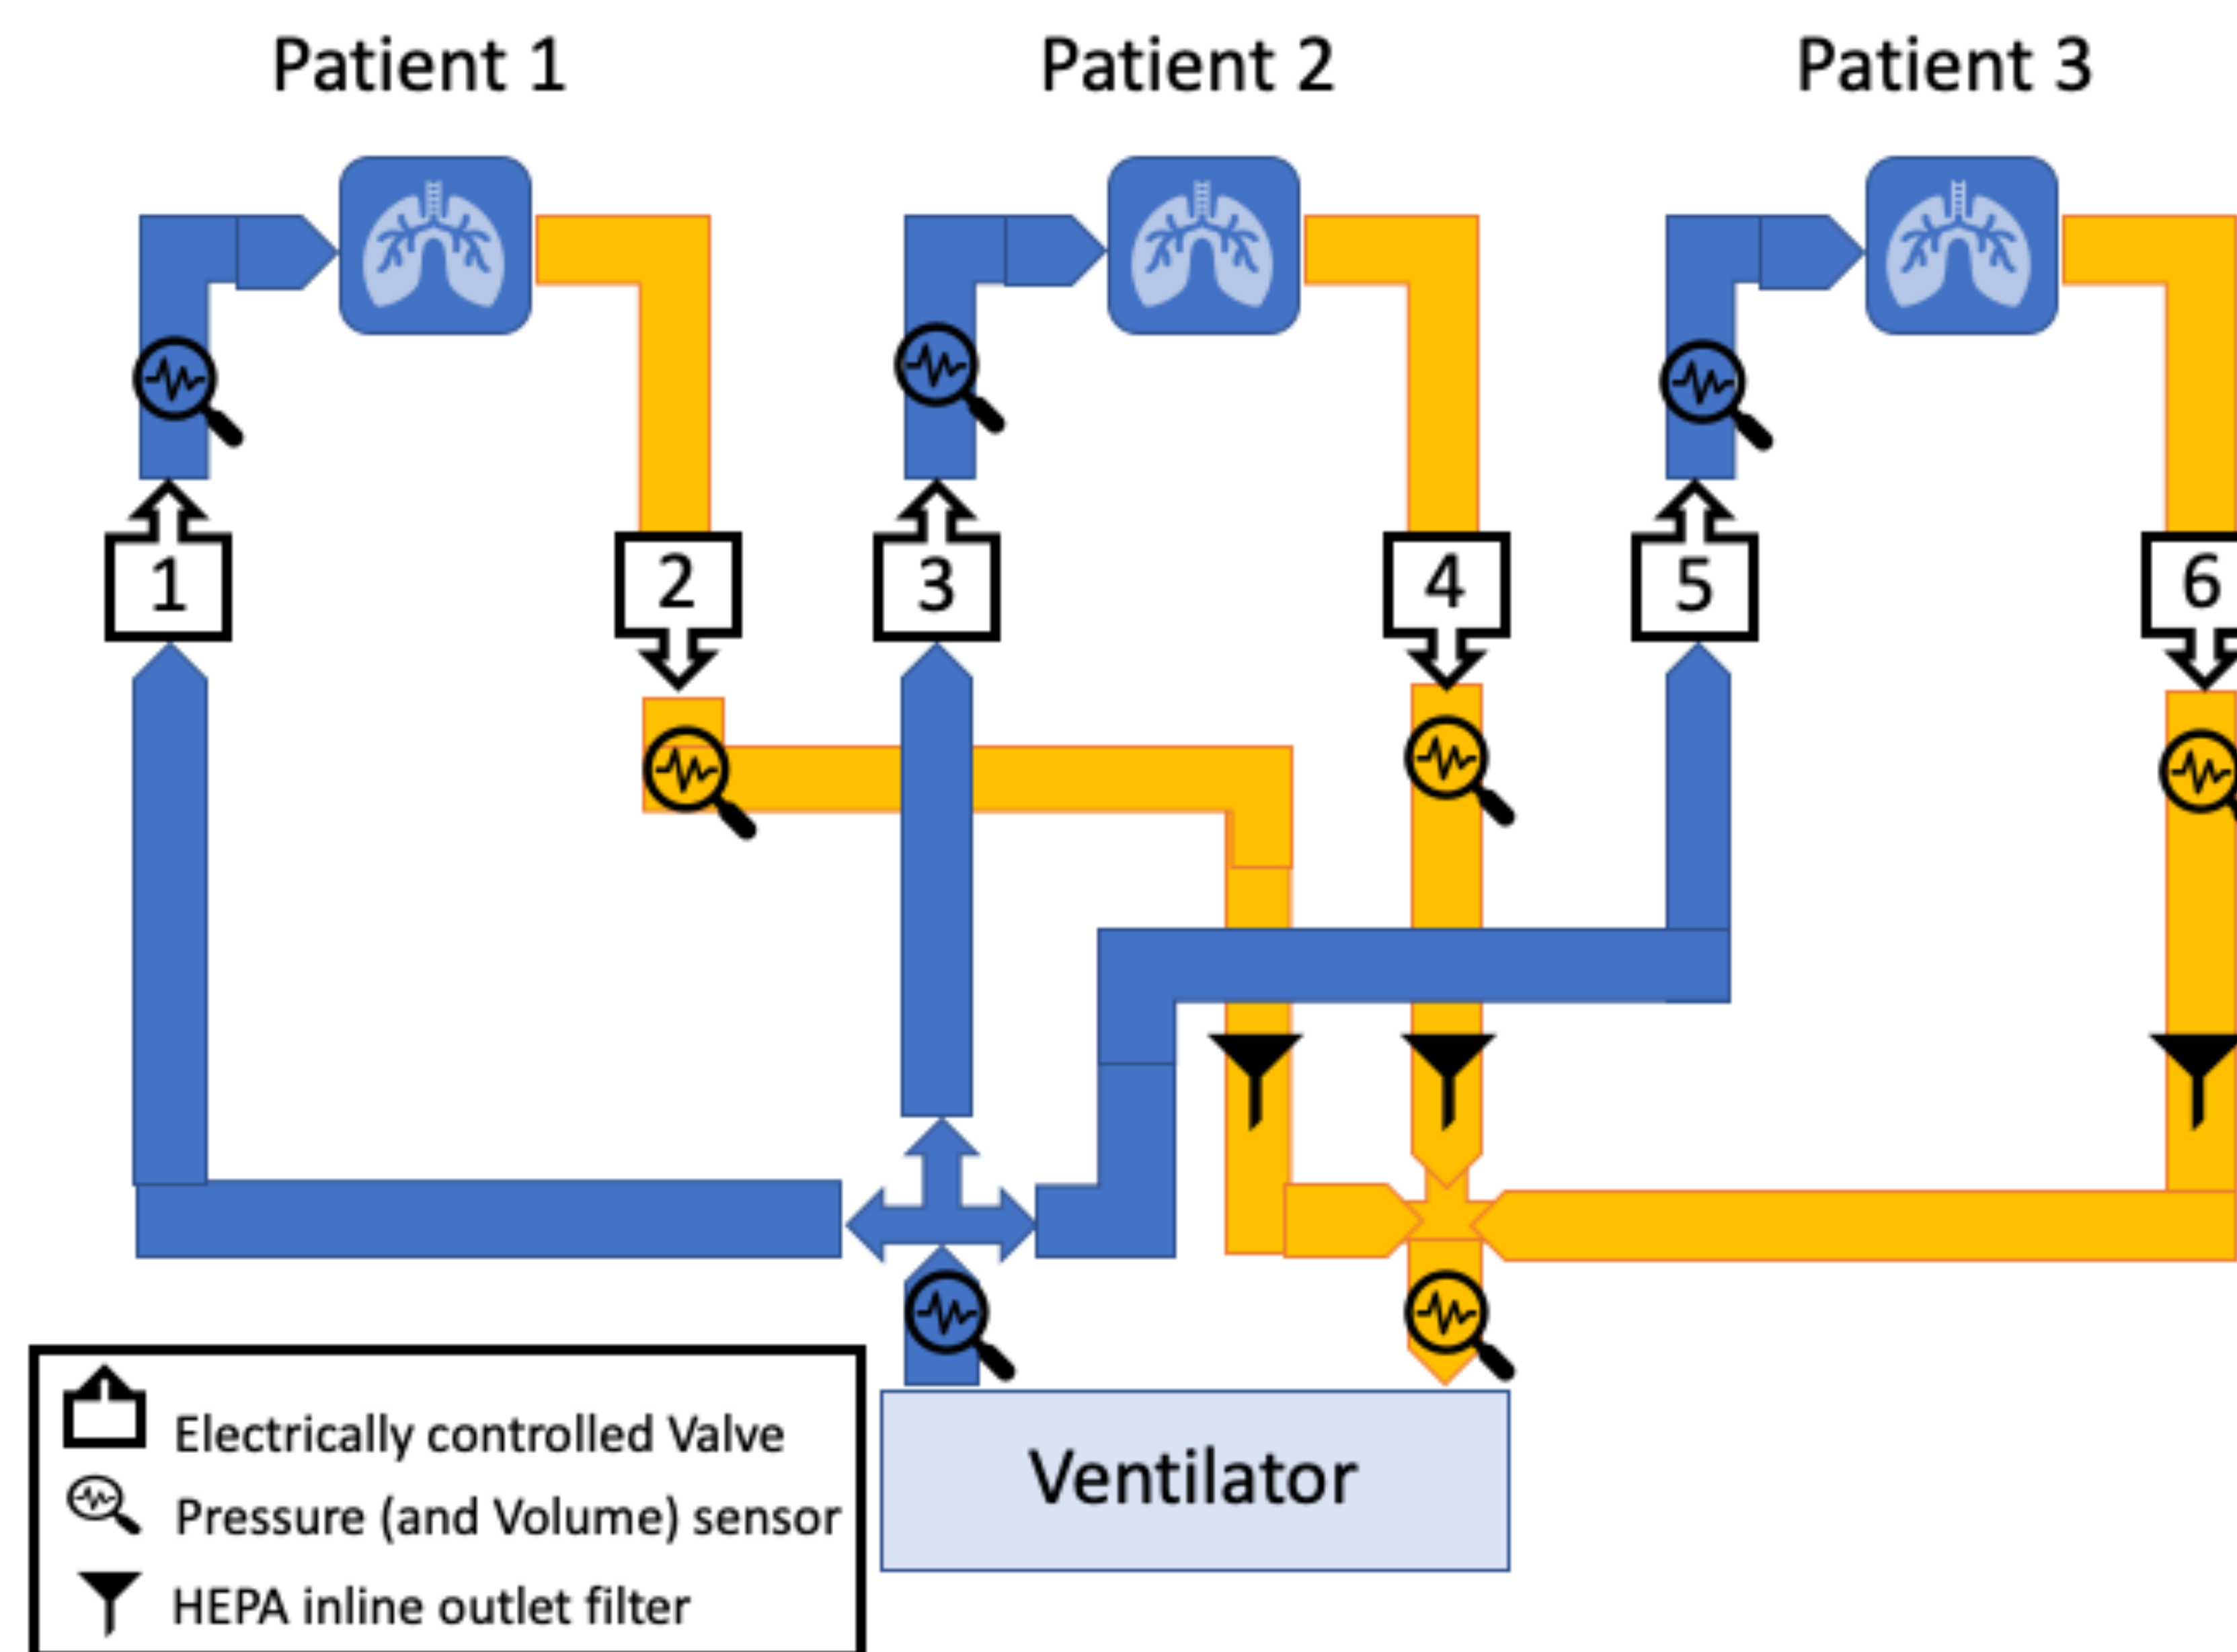 Patient 1
Patient 2
Patient 3
1
2
3
4
5
6
Ventilator
Electrically controlled Valve
Pressure (and Volume) sensor
HEPA inline outlet filter